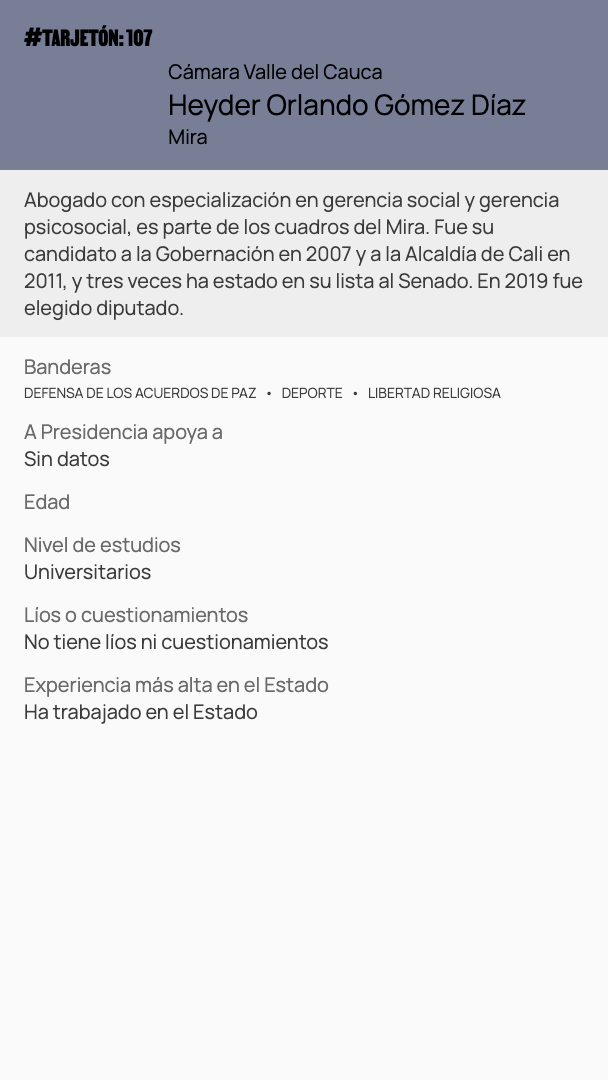 #TARJETÓN: 107
Cámara Valle del Cauca
Heyder Orlando Gómez Díaz
Mira
Abogado con especialización en gerencia social y gerencia
psicosocial, es parte de los cuadros del Mira. Fue su
candidato a la Gobernación en 2007 y a la Alcaldía de Cali en
2011, y tres veces ha estado en su lista al Senado. En 2019 fue
elegido diputado.
Banderas
DEFENSA DE LOS ACUERDOS DE PAZ • DEPORTE • LIBERTAD RELIGIOSA
A Presidencia apoya a
Sin datos
Edad
Nivel de estudios
Universitarios
Líos o cuestionamientos
No tiene líos ni cuestionamientos
Experiencia más alta en el Estado
Ha trabajado en el Estado